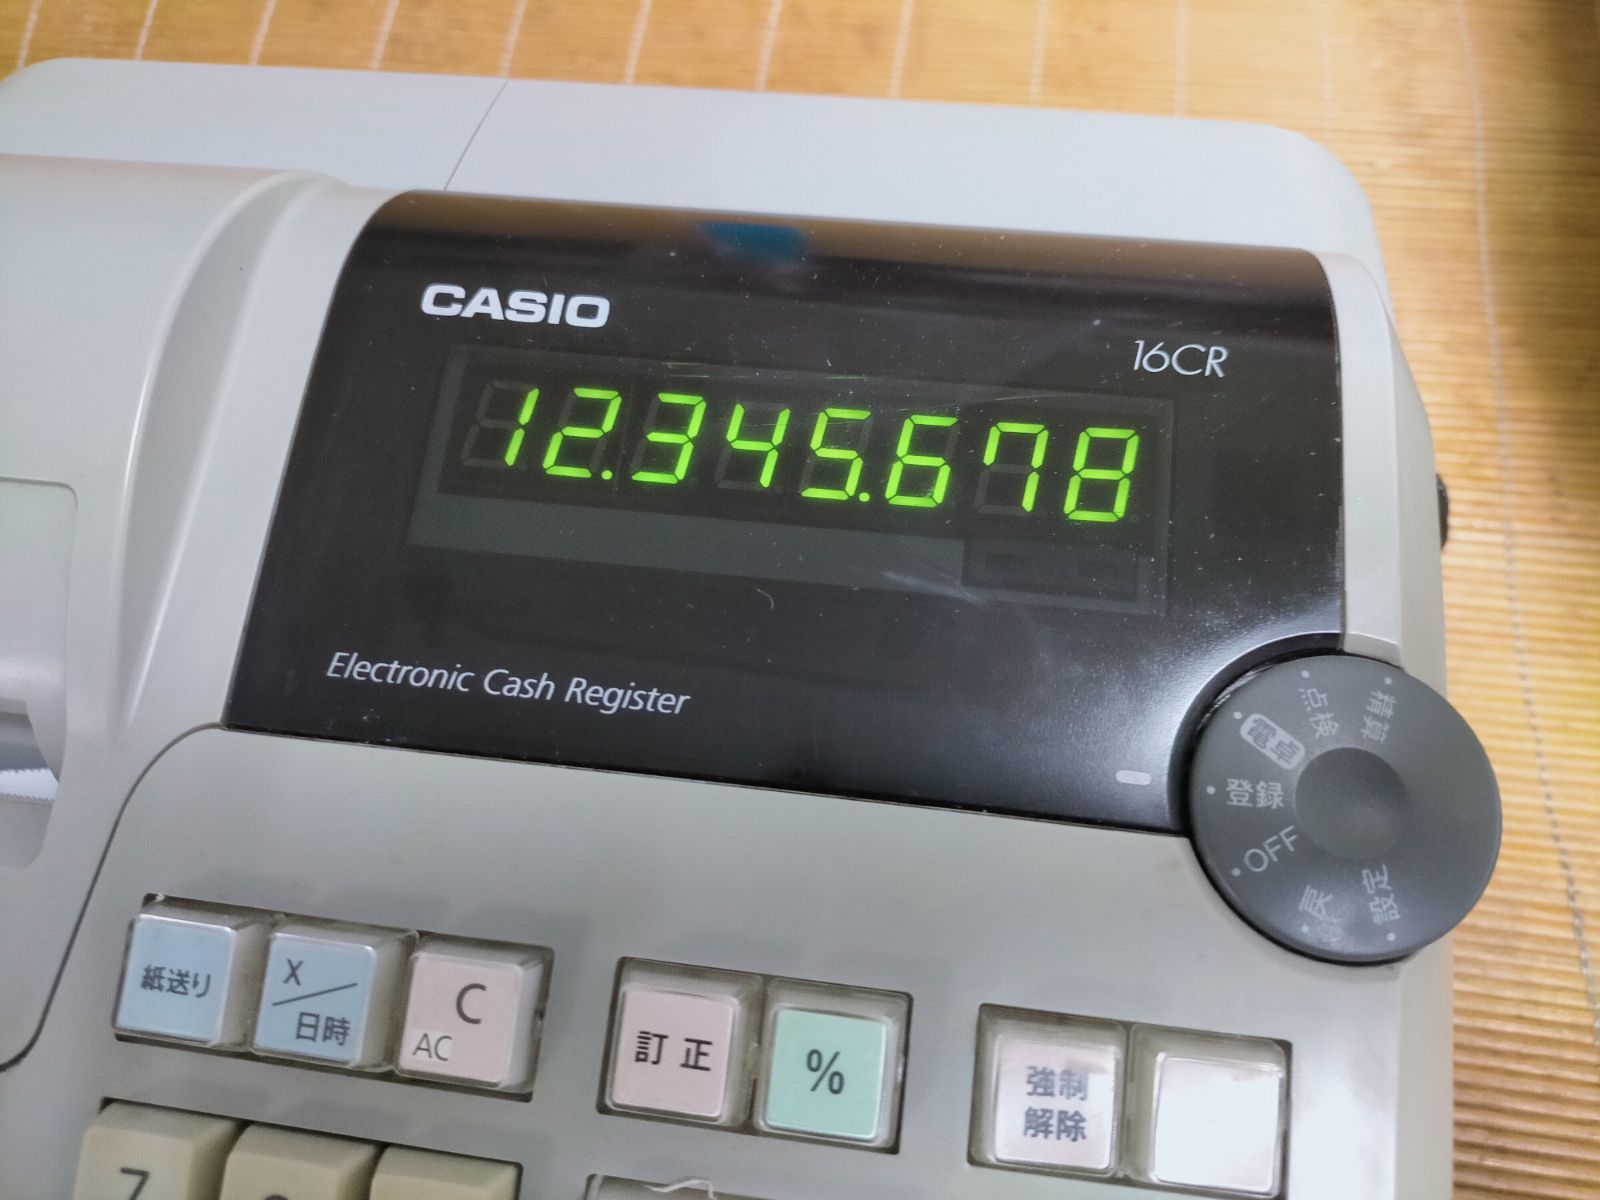 CASIO
16CR
12.345.678
Electronic Cash Register
精算
点検
電卓
登録
OFF
戻
設定
紙送り
X
日時
C
AC
訂正
%
強制
解除
7